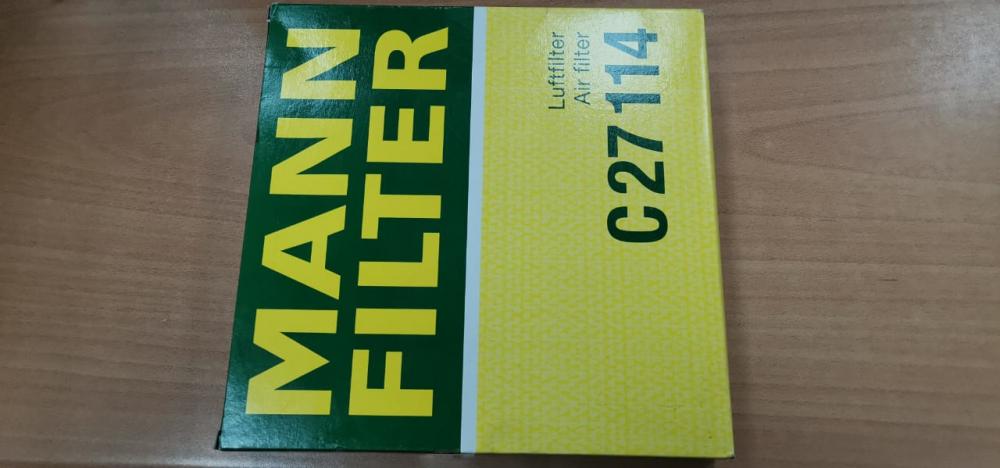 MANN
FILTER
Luftfilter
Air filter
C 27 114